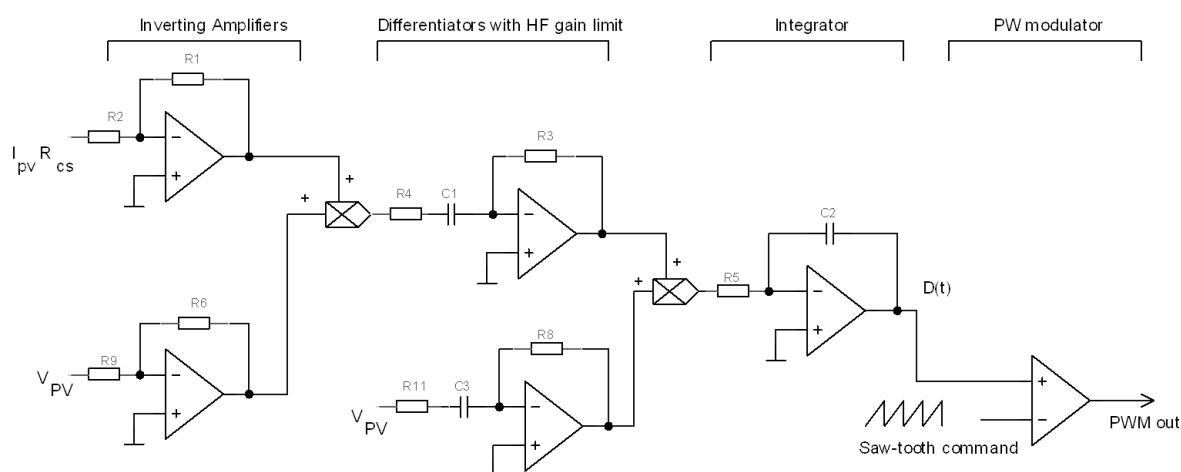 Inverting Amplifiers
Differentiators with HF gain limit
Integrator
PW modulator
R1
R2
I pv R cs
−
+
+
+
R4
C1
R3
−
+
R6
R9
V PV
−
+
+
+
R5
C2
−
+
D(t)
R8
R11
C3
V PV
−
+
+
−
Saw-tooth command
PWM out